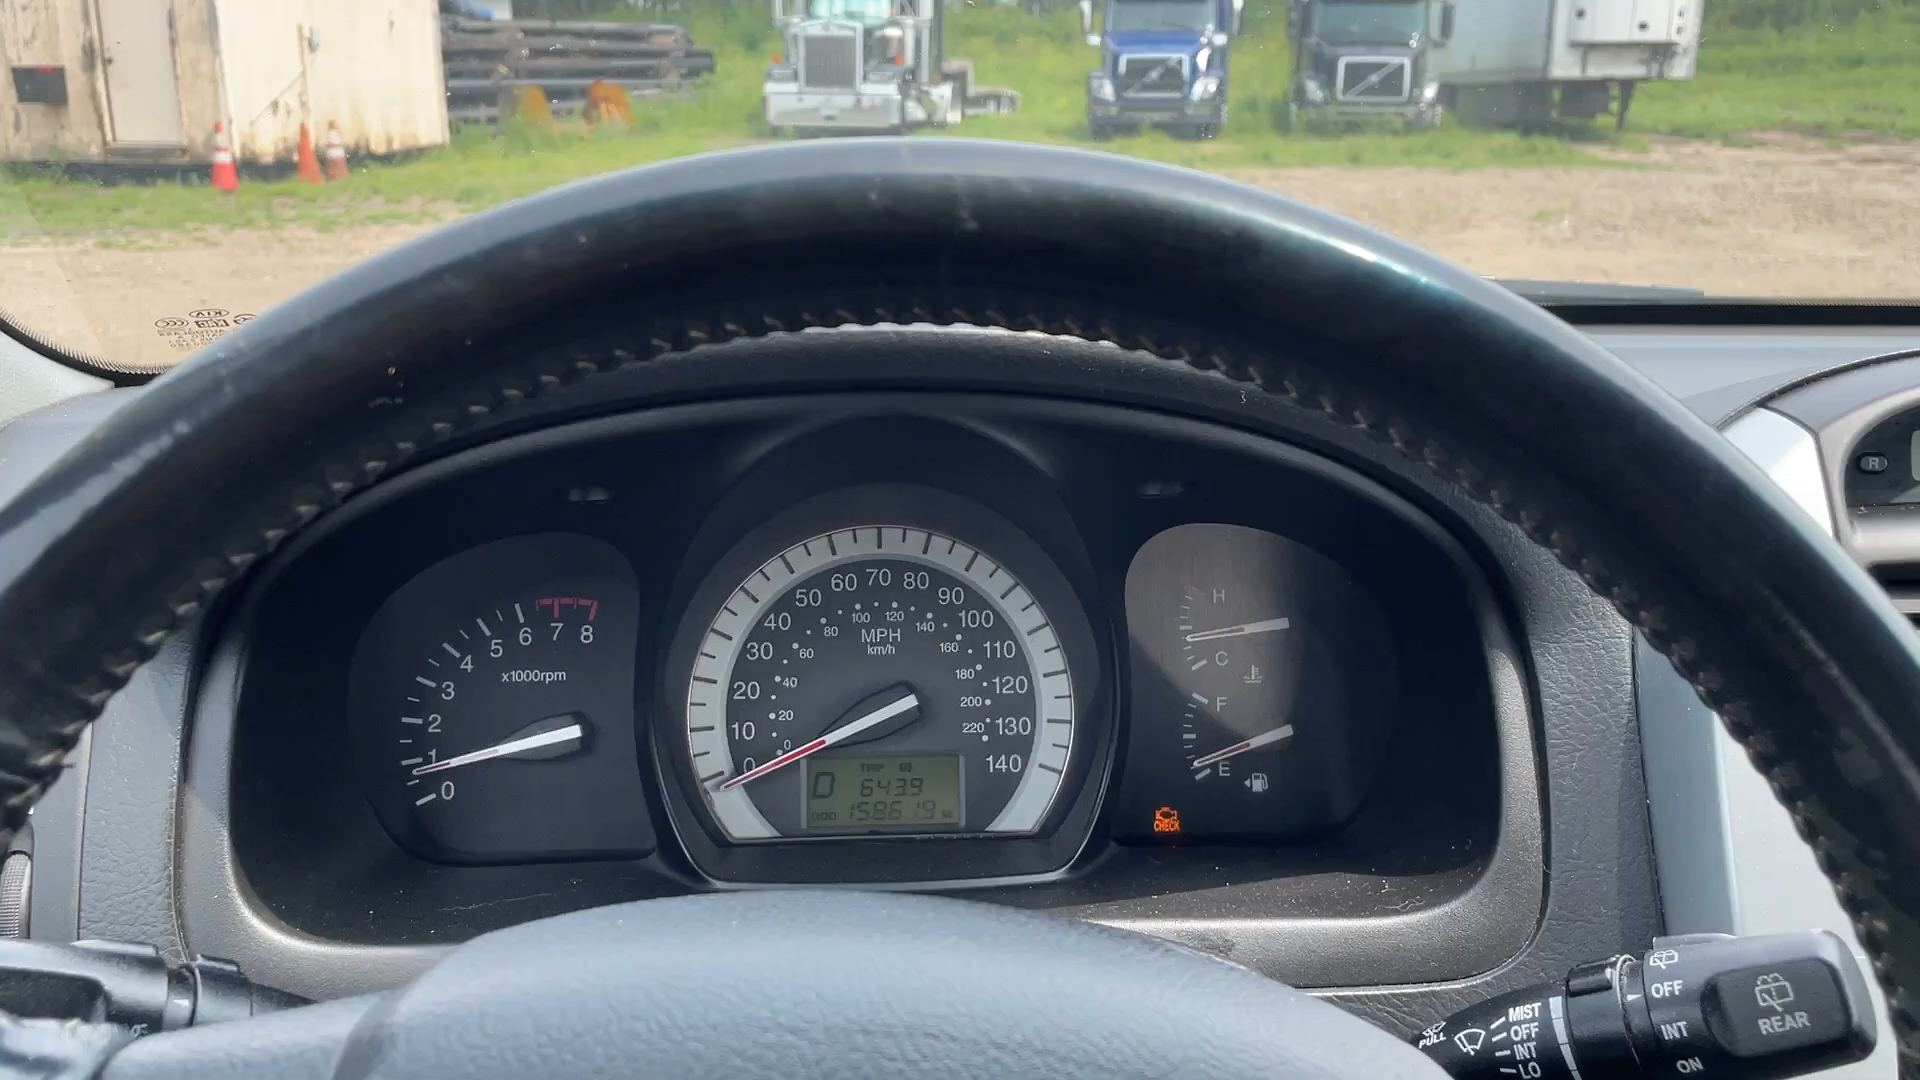 KIA
0 1 2 3 4 5 6 7 8
x1000rpm
0 10 20 30 40 50 60 70 80 90 100 110 120 130 140
0 20 40 60 80 100 120 140 160 180 200 220
MPH
km/h
TRIP B
0 643.9
ODO 158619
H
C
F
E
CHECK
R
PULL
MIST
OFF
INT
LO
OFF
INT
ON
REAR